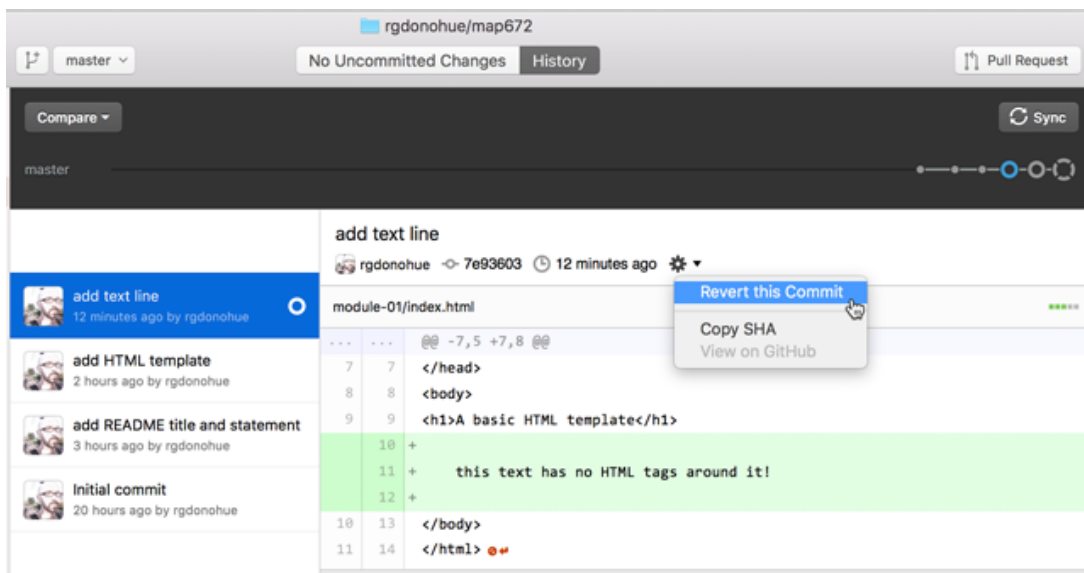 rgdonohue/map672
master
No Uncommitted Changes
History
Pull Request
Compare
Sync
master
add text line
12 minutes ago by rgdonohue
add HTML template
2 hours ago by rgdonohue
add README title and statement
3 hours ago by rgdonohue
Initial commit
20 hours ago by rgdonohue
add text line
rgdonohue 7e93603 12 minutes ago
Revert this Commit
Copy SHA
View on GitHub
module-01/index.html
... ... @@ -7,5 +7,8 @@
7 7 </head>
8 8 <body>
9 9 <h1>A basic HTML template</h1>
10 +
11 + this text has no HTML tags around it!
12 +
10 13 </body>
11 14 </html>